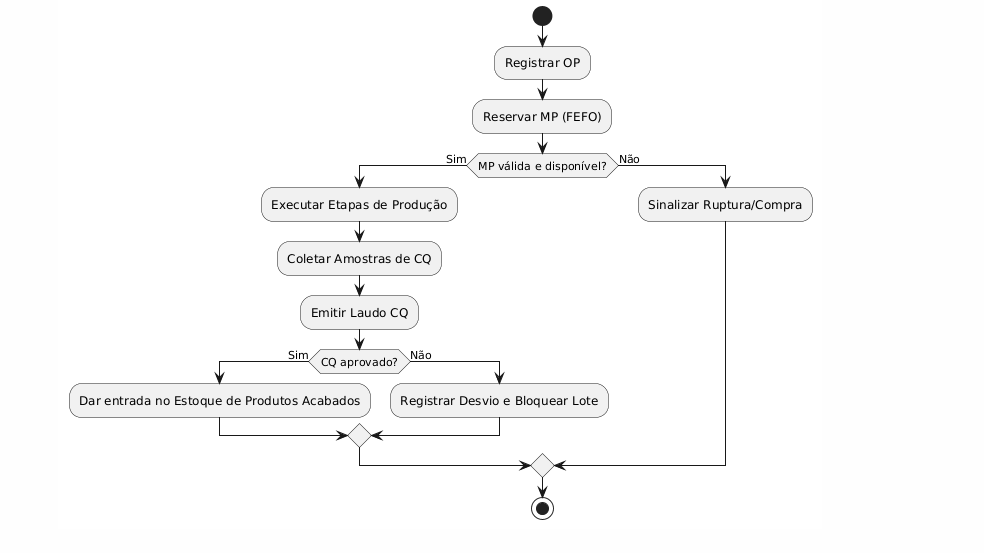 Registrar OP
Reservar MP (FEFO)
Sim
MP válida e disponível?
Não
Executar Etapas de Produção
Sinalizar Ruptura/Compra
Coletar Amostras de CQ
Emitir Laudo CQ
Sim
CQ aprovado?
Não
Dar entrada no Estoque de Produtos Acabados
Registrar Desvio e Bloquear Lote